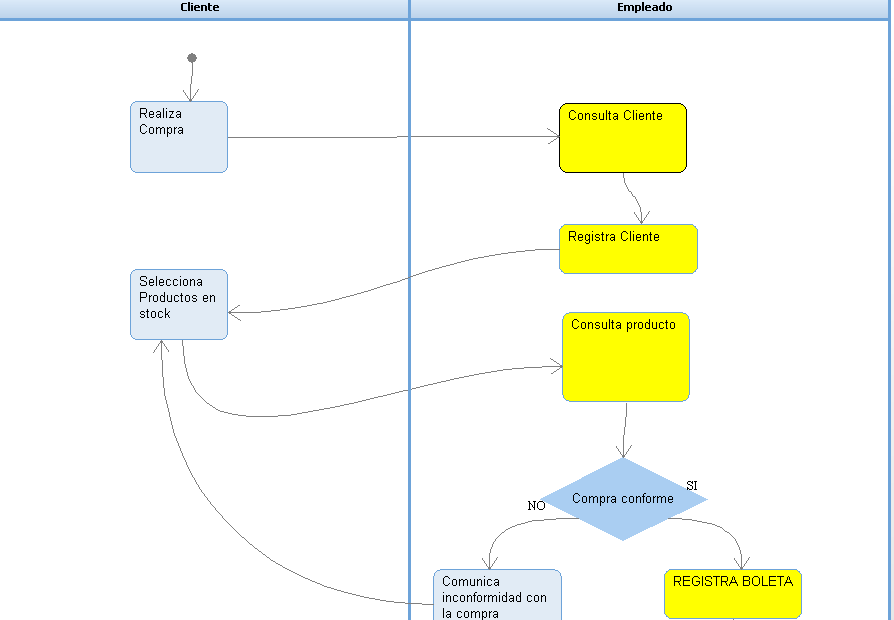 Cliente
Empleado
Realiza
Compra
Consulta Cliente
Registra Cliente
Selecciona
Productos en
stock
Consulta producto
Compra conforme
SI
NO
Comunica
inconformidad con
la compra
REGISTRA BOLETA